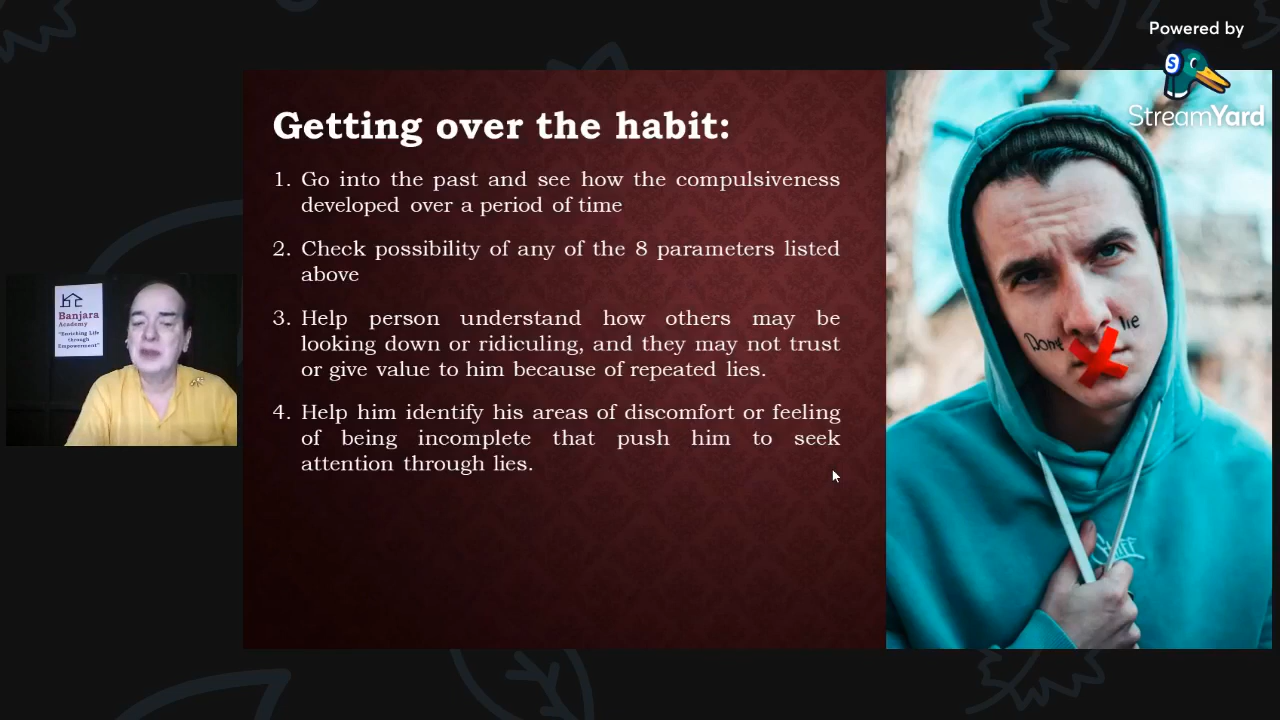 Powered by
StreamYard
Getting over the habit:
1. Go into the past and see how the compulsiveness
developed over a period of time
2. Check possibility of any of the 8 parameters listed
above
3. Help person understand how others may be
looking down or ridiculing, and they may not trust
or give value to him because of repeated lies.
4. Help him identify his areas of discomfort or feeling
of being incomplete that push him to seek
attention through lies.
Banjara
Academy
"Enriching Life
through
Empowerment"
Dont lie